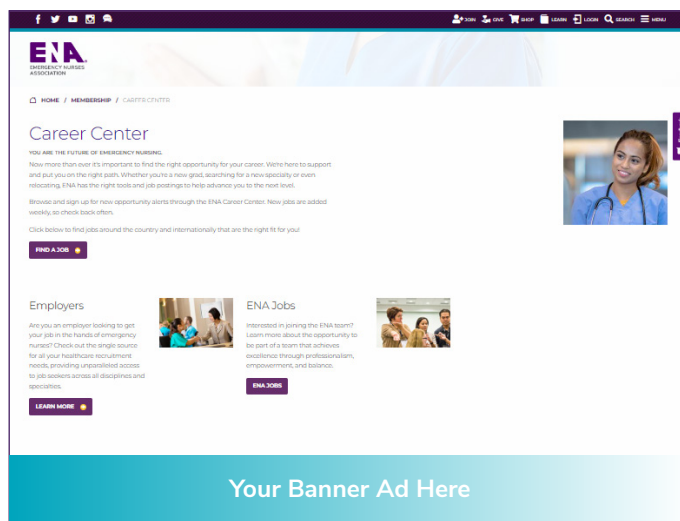 JOIN GIVE SHOP LEARN LOGIN SEARCH MENU
ENA
EMERGENCY NURSES
ASSOCIATION
HOME / MEMBERSHIP / CAREER CENTER
Career Center
YOU ARE THE FUTURE OF EMERGENCY NURSING.
Now more than ever it's important to find the right opportunity for your career. We're here to support
and put you on the right path. Whether you're a new grad, searching for a new specialty or even
relocating, ENA has the right tools and job postings to help advance you to the next level.
Browse and sign up for new opportunity alerts through the ENA Career Center. New jobs are added
weekly, so check back often.
Click below to find jobs around the country and internationally that are the right fit for you!
FIND A JOB
Employers
Are you an employer looking to get
your job in the hands of emergency
nurses? Check out the single source
for all your healthcare recruitment
needs, providing unparalleled access
to job seekers across all disciplines and
specialties.
LEARN MORE
ENA Jobs
Interested in joining the ENA team?
Learn more about the opportunity to
be part of a team that achieves
excellence through professionalism,
empowerment, and balance.
ENA JOBS
Your Banner Ad Here